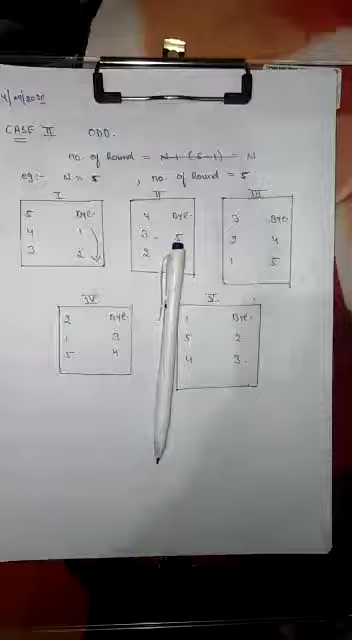 4/09/2020
CASE II ODD.
no. of Round = N+(5-1) = N
eg:- N = 5 , no. of Round = 5
I II III
5 Bye. 4 Bye. 3 Bye.
4 1 3 - 5 2 4
3 2 2 1 5
IV V
2 Bye. 1 Bye.
1 3 5 2
5 4 4 3.